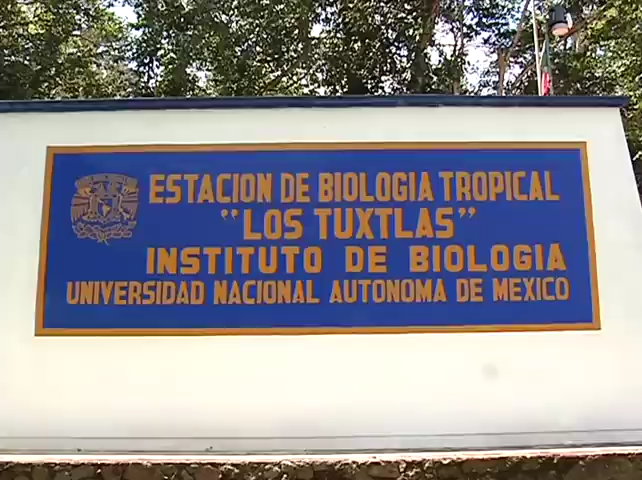 ESTACION DE BIOLOGIA TROPICAL
"LOS TUXTLAS"
INSTITUTO DE BIOLOGIA
UNIVERSIDAD NACIONAL AUTONOMA DE MEXICO